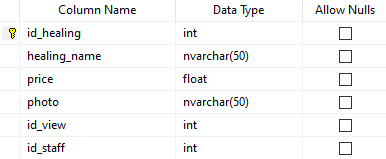 Column Name Data Type Allow Nulls
id_healing int
healing_name nvarchar(50)
price float
photo nvarchar(50)
id_view int
id_staff int